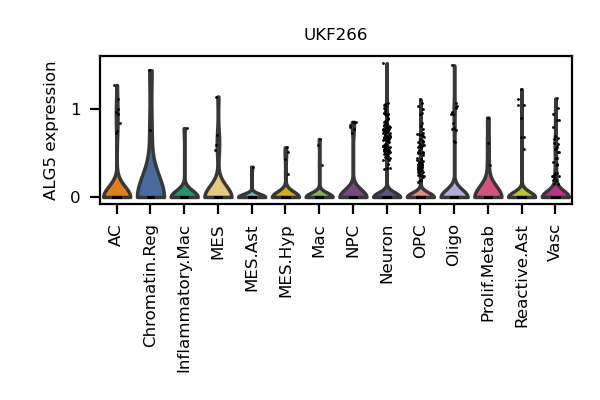 UKF266
ALG5 expression
1
0
AC
Chromatin.Reg
Inflammatory.Mac
MES
MES.Ast
MES.Hyp
Mac
NPC
Neuron
OPC
Oligo
Prolif.Metab
Reactive.Ast
Vasc